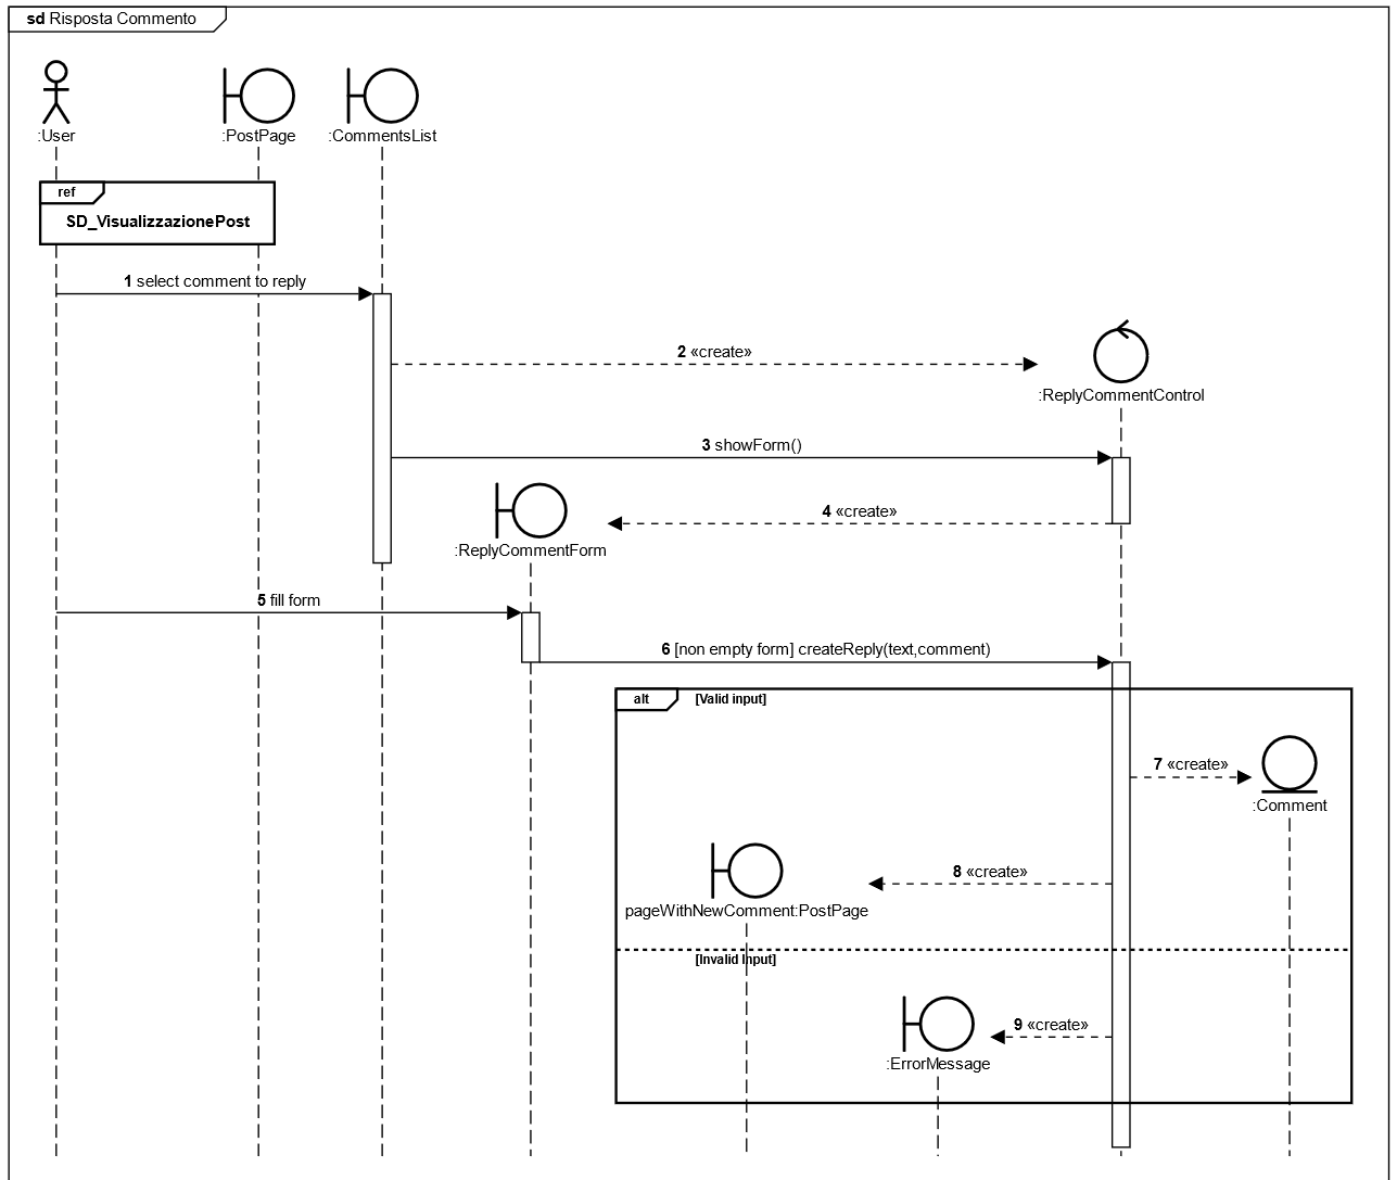 sd Risposta Commento
:User
:PostPage
:CommentsList
ref
SD_VisualizzazionePost
1 select comment to reply
2 «create»
:ReplyCommentControl
3 showForm()
4 «create»
:ReplyCommentForm
5 fill form
6 [non empty form] createReply(text,comment)
alt
[Valid input]
7 «create»
:Comment
8 «create»
pageWithNewComment:PostPage
[Invalid Input]
9 «create»
:ErrorMessage